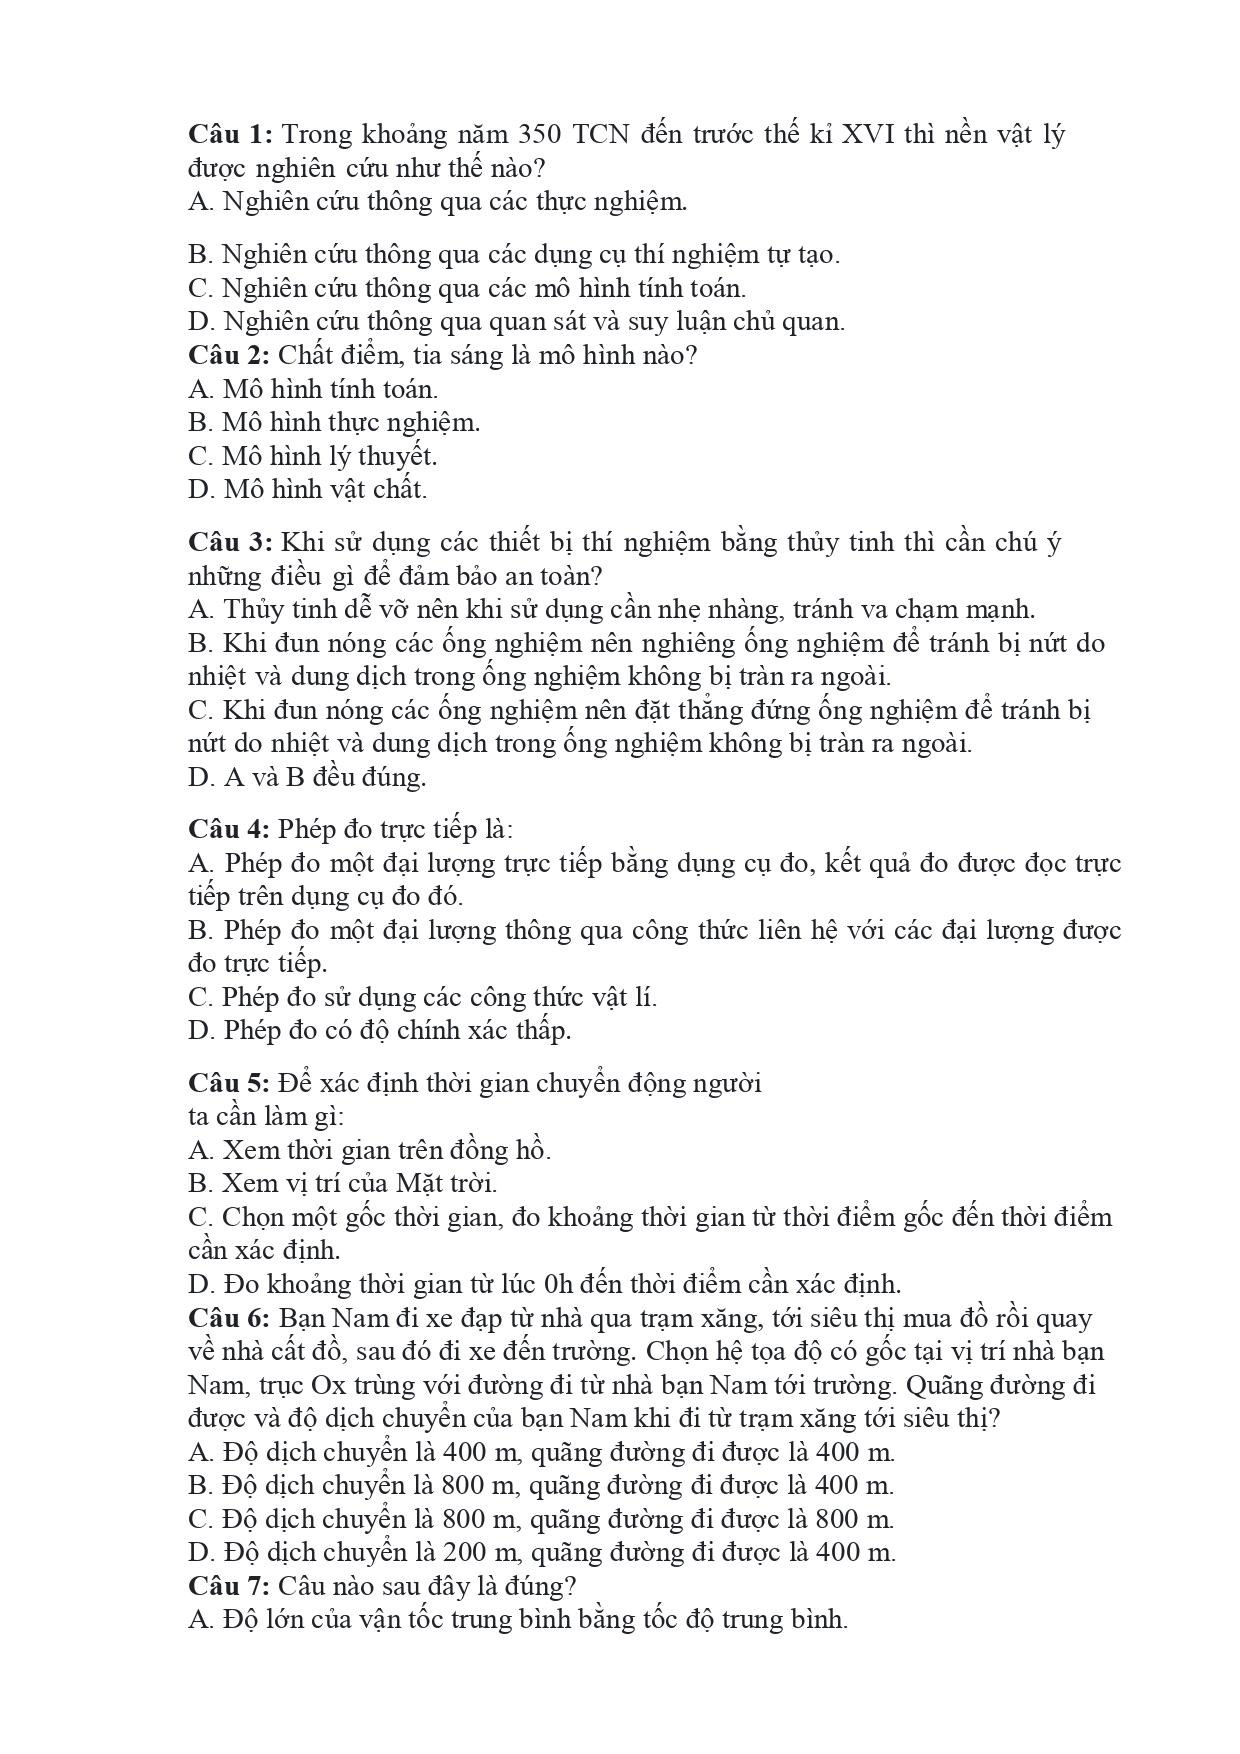 Câu 1: Trong khoảng năm 350 TCN đến trước thế kỉ XVI thì nền vật lý
được nghiên cứu như thế nào?
A. Nghiên cứu thông qua các thực nghiệm.
B. Nghiên cứu thông qua các dụng cụ thí nghiệm tự tạo.
C. Nghiên cứu thông qua các mô hình tính toán.
D. Nghiên cứu thông qua quan sát và suy luận chủ quan.
Câu 2: Chất điểm, tia sáng là mô hình nào?
A. Mô hình tính toán.
B. Mô hình thực nghiệm.
C. Mô hình lý thuyết.
D. Mô hình vật chất.
Câu 3: Khi sử dụng các thiết bị thí nghiệm bằng thủy tinh thì cần chú ý
những điều gì để đảm bảo an toàn?
A. Thủy tinh dễ vỡ nên khi sử dụng cần nhẹ nhàng, tránh va chạm mạnh.
B. Khi đun nóng các ống nghiệm nên nghiêng ống nghiệm để tránh bị nứt do
nhiệt và dung dịch trong ống nghiệm không bị tràn ra ngoài.
C. Khi đun nóng các ống nghiệm nên đặt thẳng đứng ống nghiệm để tránh bị
nứt do nhiệt và dung dịch trong ống nghiệm không bị tràn ra ngoài.
D. A và B đều đúng.
Câu 4: Phép đo trực tiếp là:
A. Phép đo một đại lượng trực tiếp bằng dụng cụ đo, kết quả đo được đọc trực
tiếp trên dụng cụ đo đó.
B. Phép đo một đại lượng thông qua công thức liên hệ với các đại lượng được
đo trực tiếp.
C. Phép đo sử dụng các công thức vật lí.
D. Phép đo có độ chính xác thấp.
Câu 5: Để xác định thời gian chuyển động người
ta cần làm gì:
A. Xem thời gian trên đồng hồ.
B. Xem vị trí của Mặt trời.
C. Chọn một gốc thời gian, đo khoảng thời gian từ thời điểm gốc đến thời điểm
cần xác định.
D. Đo khoảng thời gian từ lúc 0h đến thời điểm cần xác định.
Câu 6: Bạn Nam đi xe đạp từ nhà qua trạm xăng, tới siêu thị mua đồ rồi quay
về nhà cất đồ, sau đó đi xe đến trường. Chọn hệ tọa độ có gốc tại vị trí nhà bạn
Nam, trục Ox trùng với đường đi từ nhà bạn Nam tới trường. Quãng đường đi
được và độ dịch chuyển của bạn Nam khi đi từ trạm xăng tới siêu thị?
A. Độ dịch chuyển là 400 m, quãng đường đi được là 400 m.
B. Độ dịch chuyển là 800 m, quãng đường đi được là 400 m.
C. Độ dịch chuyển là 800 m, quãng đường đi được là 800 m.
D. Độ dịch chuyển là 200 m, quãng đường đi được là 400 m.
Câu 7: Câu nào sau đây là đúng?
A. Độ lớn của vận tốc trung bình bằng tốc độ trung bình.